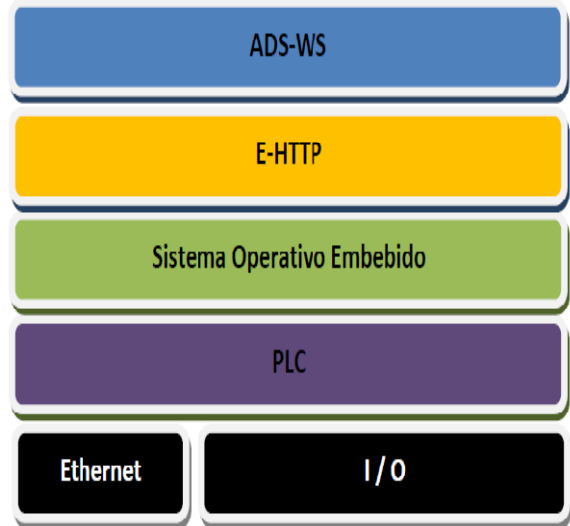 ADS-WS
E-HTTP
Sistema Operativo Embebido
PLC
Ethernet
I / O